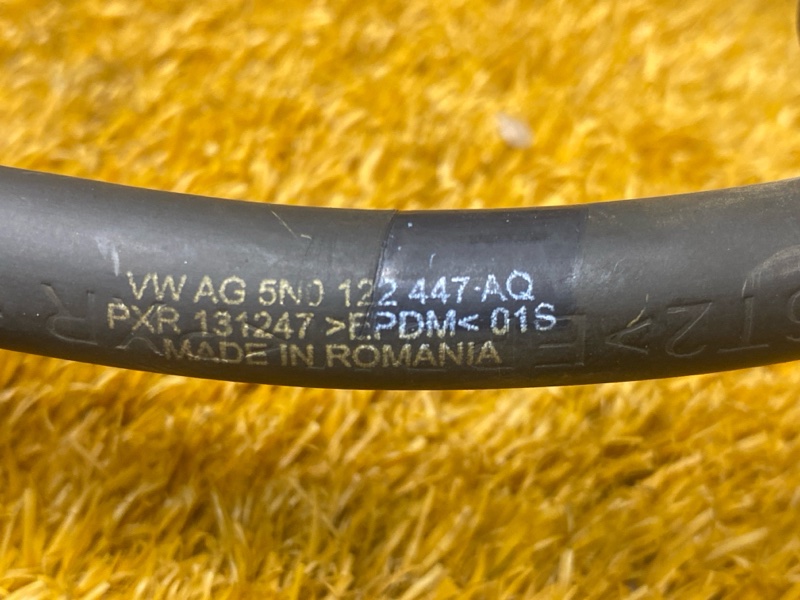 VW AG 5N0 122 447 AQ
PXR 131247 >EPDM< 01S
MADE IN ROMANIA